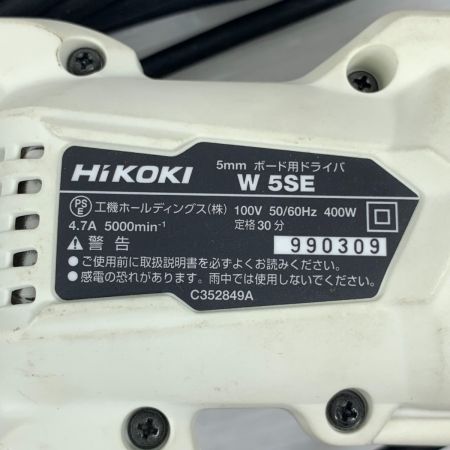 HiKOKI
5mm ボード用ドライバ
W 5SE
PSE 工機ホールディングス(株) 100V 50/60Hz 400W
4.7A 5000min⁻¹ 定格30分
警告
990309
●ご使用前に取扱説明書を必ずよくお読みください。
●感電の恐れがあります。雨中では使用しないでください。
C352849A